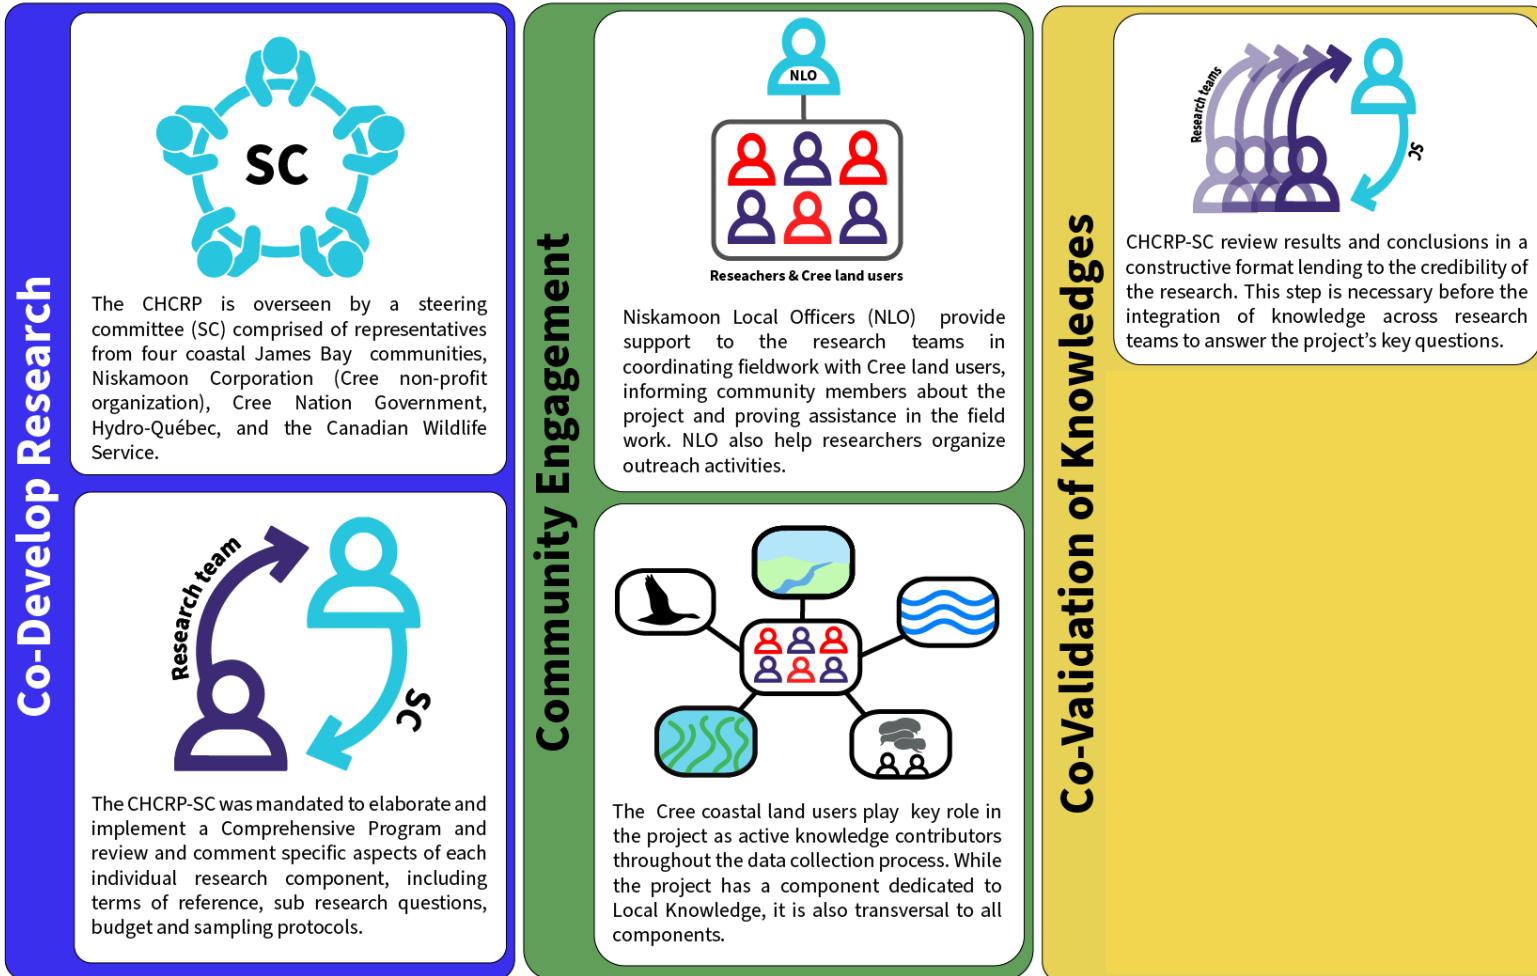 Co-Develop Research
SC
The CHCRP is overseen by a steering
committee (SC) comprised of representatives
from four coastal James Bay communities,
Niskamoon Corporation (Cree non-profit
organization), Cree Nation Government,
Hydro-Québec, and the Canadian Wildlife
Service.
Research team
SC
The CHCRP-SC was mandated to elaborate and
implement a Comprehensive Program and
review and comment specific aspects of each
individual research component, including
terms of reference, sub research questions,
budget and sampling protocols.
Community Engagement
NLO
Reseachers & Cree land users
Niskamoon Local Officers (NLO) provide
support to the research teams in
coordinating fieldwork with Cree land users,
informing community members about the
project and proving assistance in the field
work. NLO also help researchers organize
outreach activities.
The Cree coastal land users play key role in
the project as active knowledge contributors
throughout the data collection process. While
the project has a component dedicated to
Local Knowledge, it is also transversal to all
components.
Co-Validation of Knowledges
Research teams
SC
CHCRP-SC review results and conclusions in a
constructive format lending to the credibility of
the research. This step is necessary before the
integration of knowledge across research
teams to answer the project's key questions.